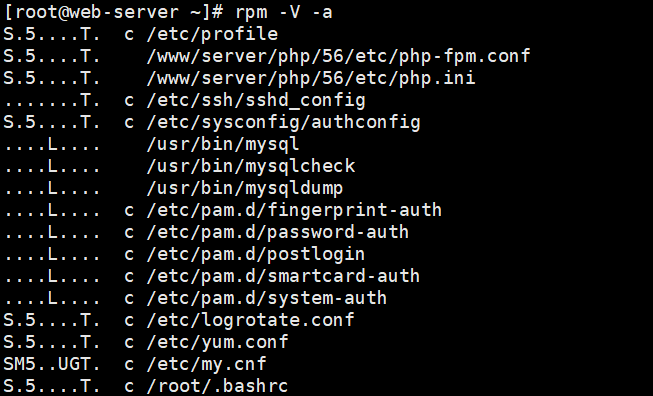 [root@web-server ~]# rpm -V -a
S.5....T.  c /etc/profile
S.5....T.    /www/server/php/56/etc/php-fpm.conf
S.5....T.    /www/server/php/56/etc/php.ini
.......T.  c /etc/ssh/sshd_config
S.5....T.  c /etc/sysconfig/authconfig
....L....    /usr/bin/mysql
....L....    /usr/bin/mysqlcheck
....L....    /usr/bin/mysqldump
....L....  c /etc/pam.d/fingerprint-auth
....L....  c /etc/pam.d/password-auth
....L....  c /etc/pam.d/postlogin
....L....  c /etc/pam.d/smartcard-auth
....L....  c /etc/pam.d/system-auth
S.5....T.  c /etc/logrotate.conf
S.5....T.  c /etc/yum.conf
SM5..UGT.  c /etc/my.cnf
S.5....T.  c /root/.bashrc